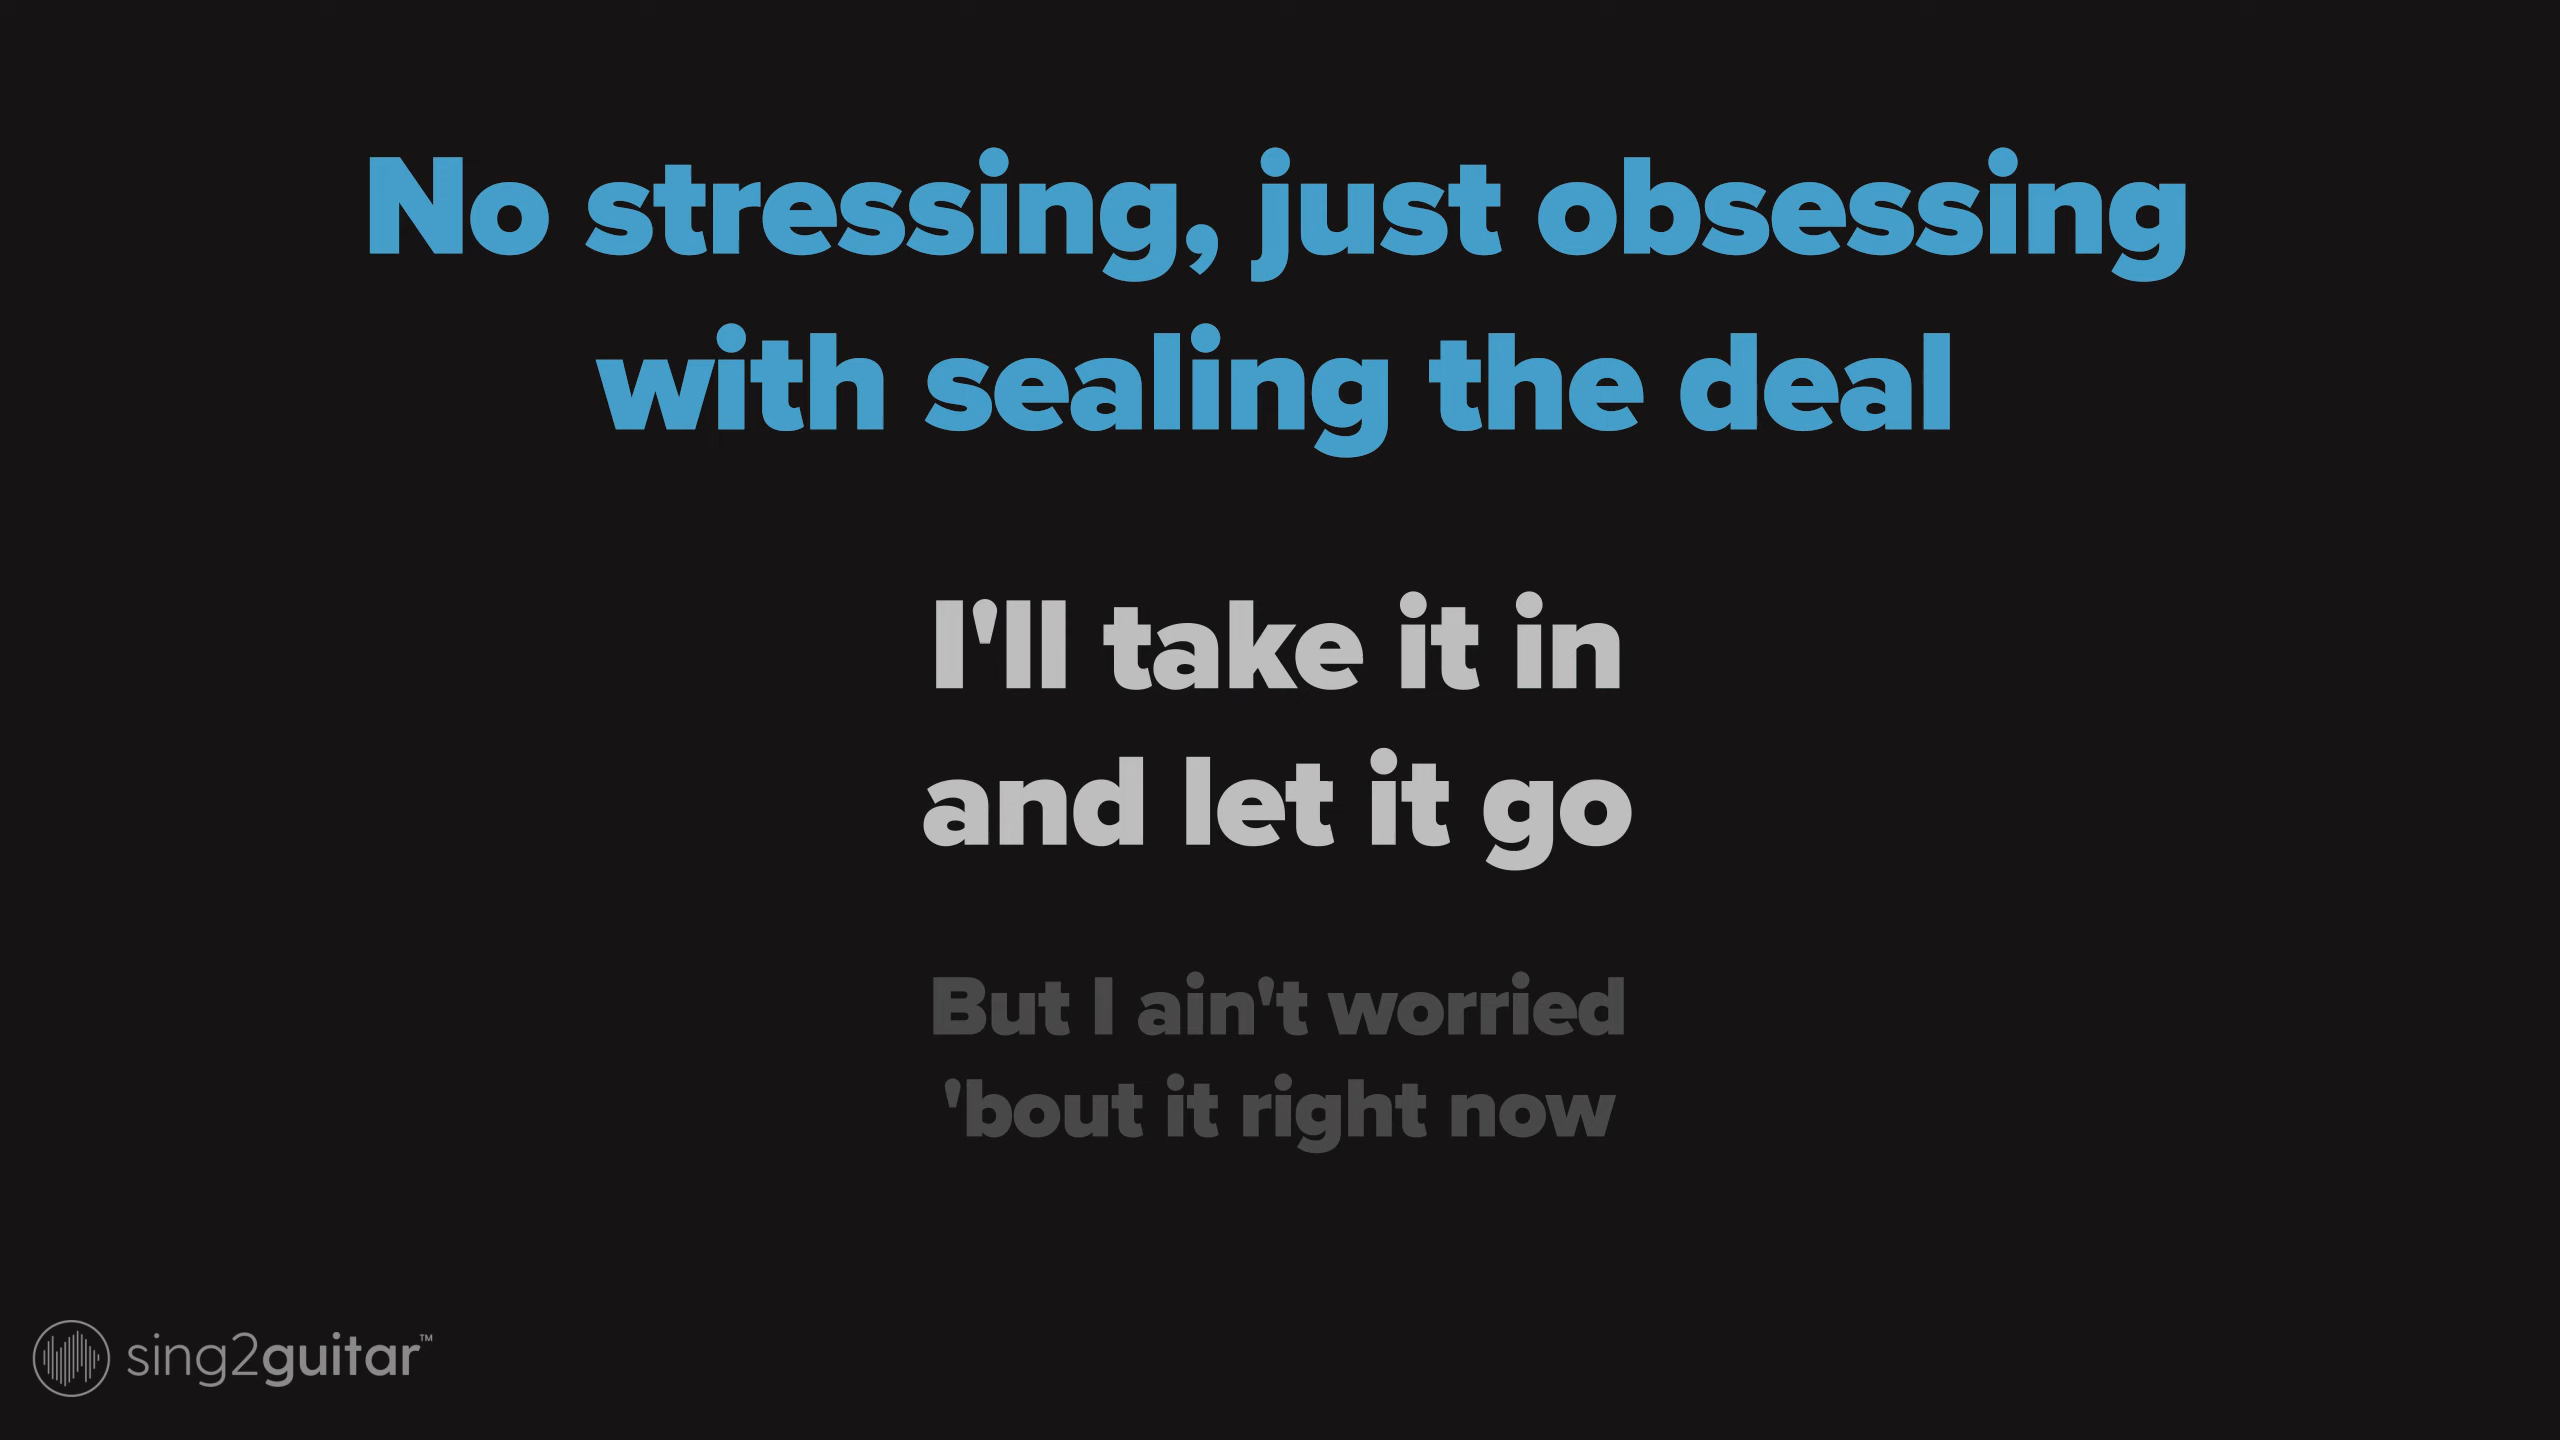 No stressing, just obsessing
with sealing the deal
I'll take it in
and let it go
But I ain't worried
'bout it right now
sing2guitar™